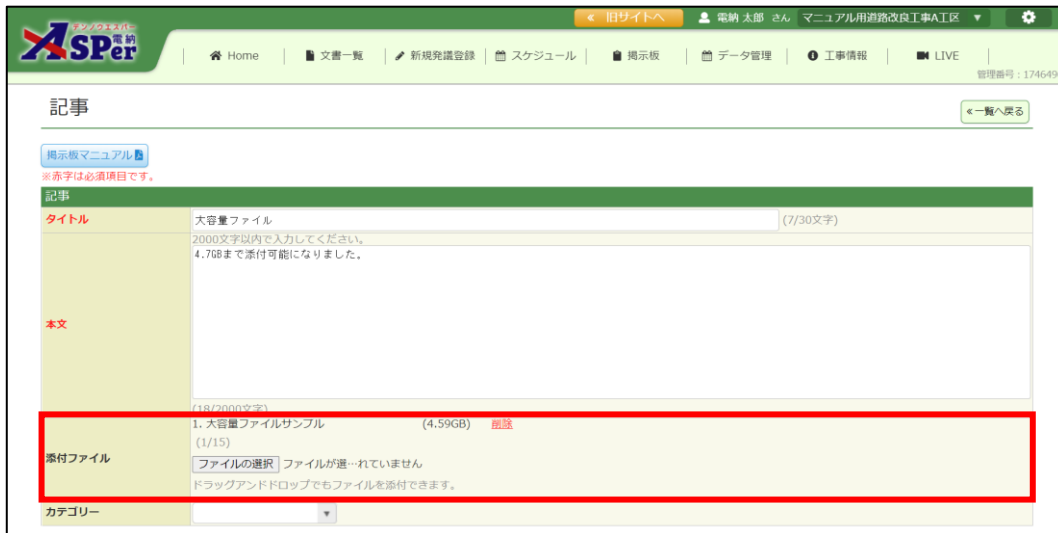 テクノウエスパー
ASPer 電納
« 旧サイトへ
電納 太郎 さん
マニュアル用道路改良工事A工区 ▼
Home
文書一覧
新規発議登録
スケジュール
掲示板
データ管理
工事情報
LIVE
管理番号:174649
記事
«一覧へ戻る
掲示板マニュアル
※赤字は必須項目です。
記事
タイトル
大容量ファイル
(7/30文字)
本文
2000文字以内で入力してください。
4.7GBまで添付可能になりました。
(18/2000文字)
添付ファイル
1. 大容量ファイルサンプル (4.59GB) 削除
(1/15)
ファイルの選択 ファイルが選…れていません
ドラッグアンドドロップでもファイルを添付できます。
カテゴリー
▼